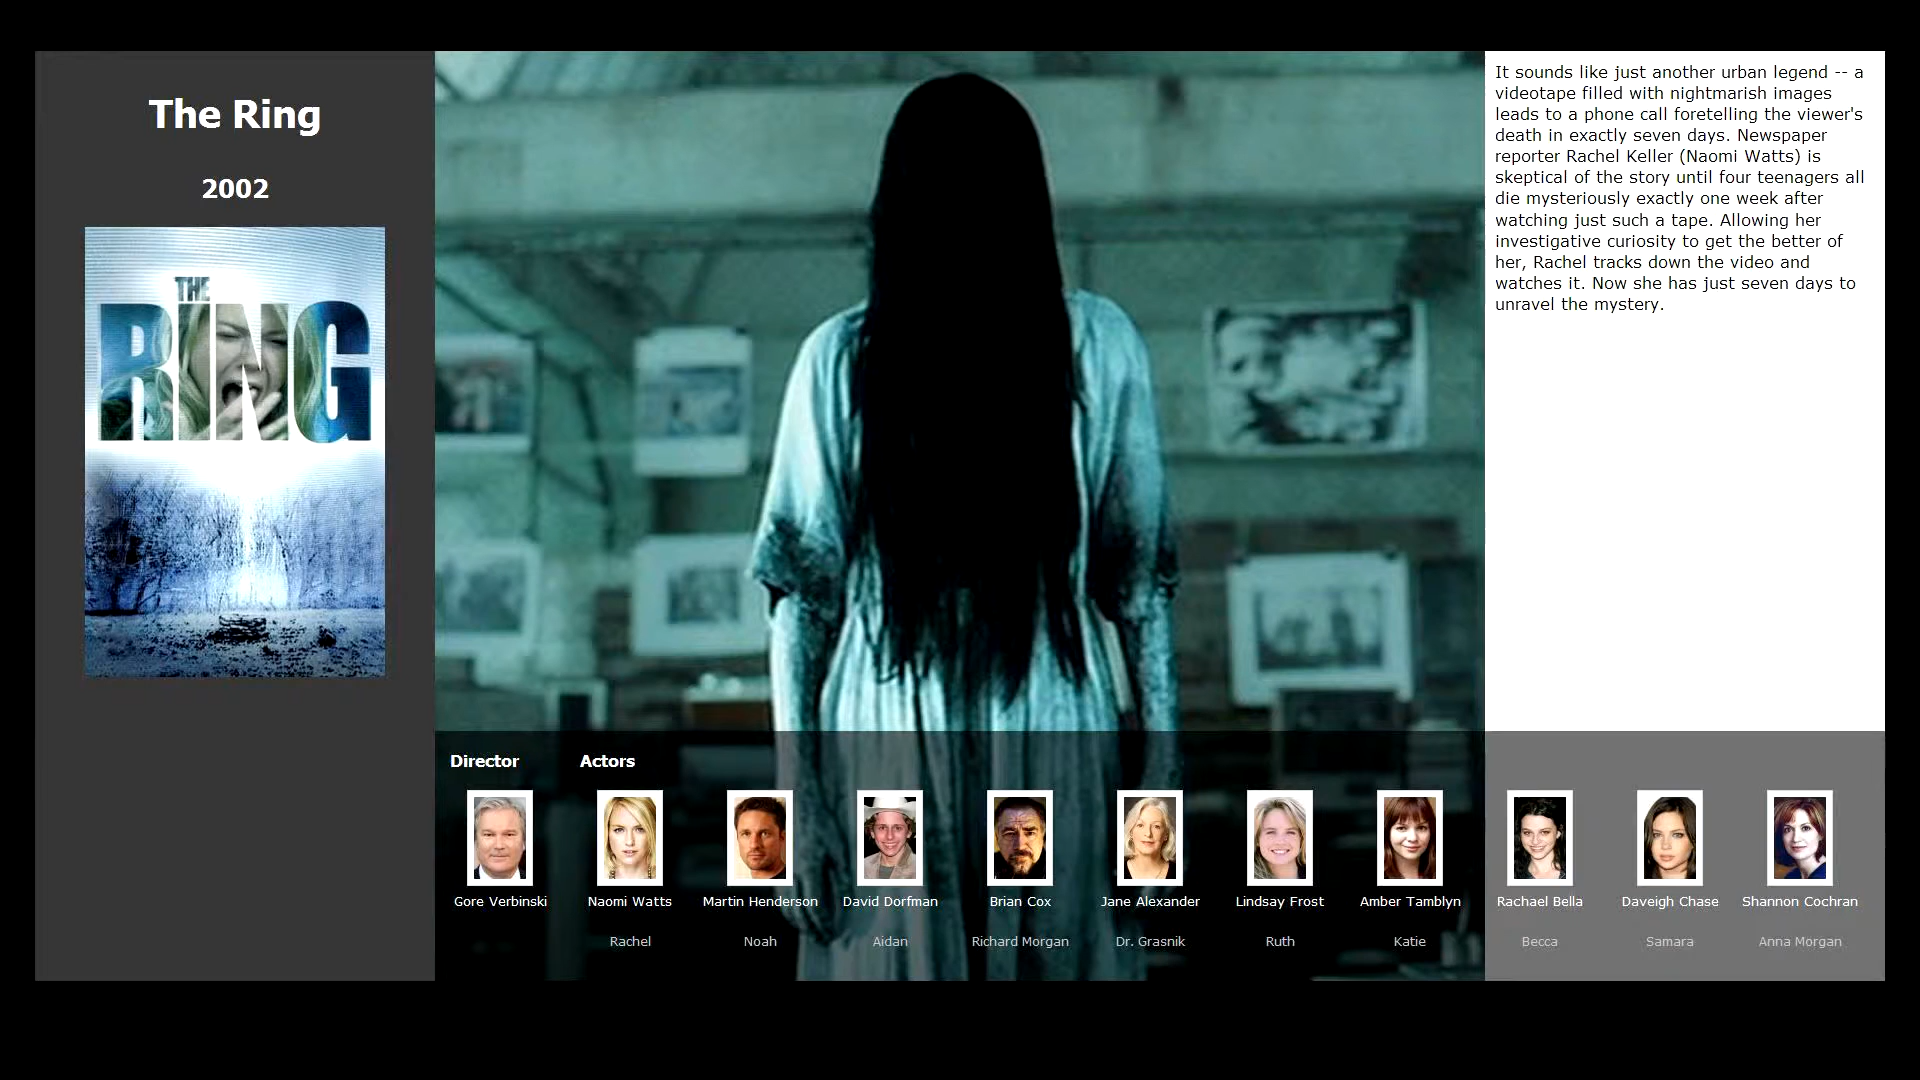 The Ring
2002
THE
RING
It sounds like just another urban legend -- a
videotape filled with nightmarish images
leads to a phone call foretelling the viewer's
death in exactly seven days. Newspaper
reporter Rachel Keller (Naomi Watts) is
skeptical of the story until four teenagers all
die mysteriously exactly one week after
watching just such a tape. Allowing her
investigative curiosity to get the better of
her, Rachel tracks down the video and
watches it. Now she has just seven days to
unravel the mystery.
Director Actors
Gore Verbinski Naomi Watts Martin Henderson David Dorfman Brian Cox Jane Alexander Lindsay Frost Amber Tamblyn Rachael Bella Daveigh Chase Shannon Cochran
Rachel Noah Aidan Richard Morgan Dr. Grasnik Ruth Katie Becca Samara Anna Morgan